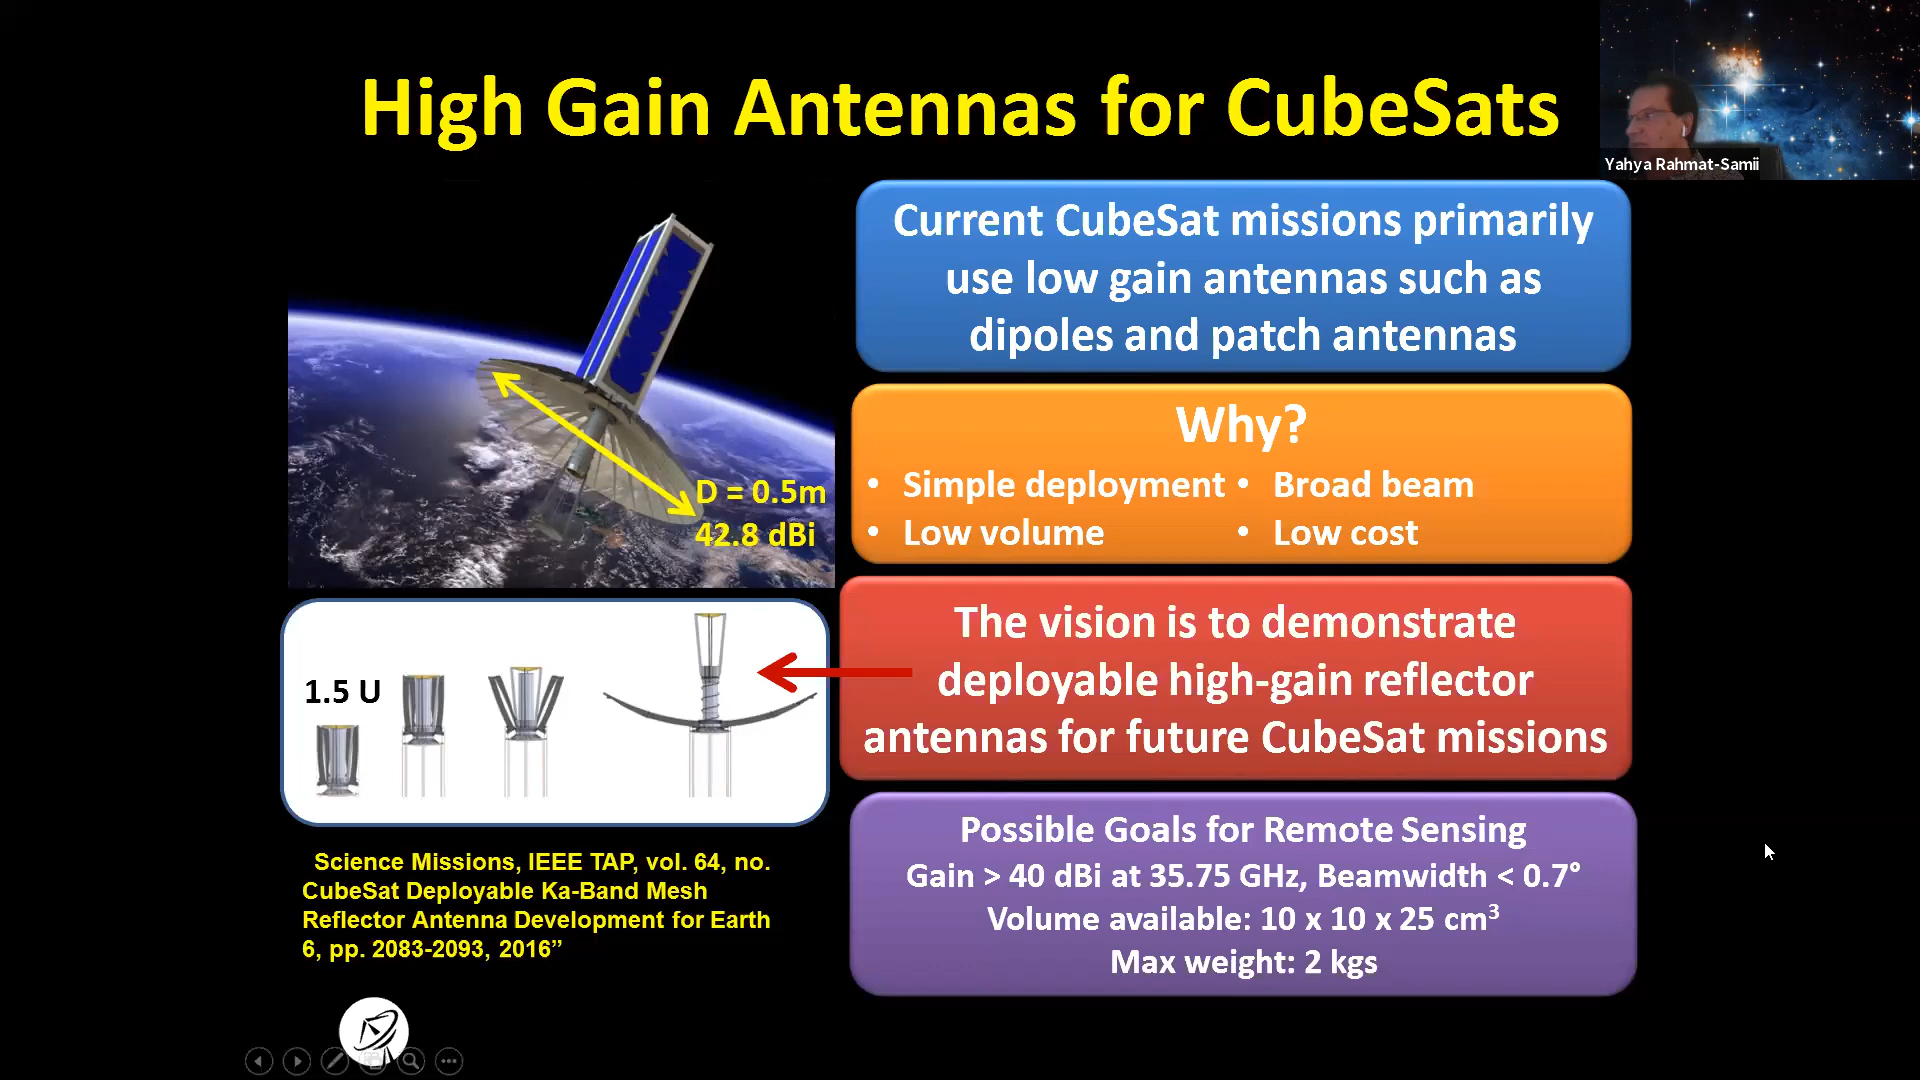 High Gain Antennas for CubeSats
Yahya Rahmat-Samii
Current CubeSat missions primarily
use low gain antennas such as
dipoles and patch antennas
D = 0.5m
42.8 dBi
Why?
• Simple deployment
• Low volume
• Broad beam
• Low cost
1.5 U
The vision is to demonstrate
deployable high-gain reflector
antennas for future CubeSat missions
Possible Goals for Remote Sensing
Gain > 40 dBi at 35.75 GHz, Beamwidth < 0.7°
Volume available: 10 x 10 x 25 cm³
Max weight: 2 kgs
Science Missions, IEEE TAP, vol. 64, no.
CubeSat Deployable Ka-Band Mesh
Reflector Antenna Development for Earth
6, pp. 2083-2093, 2016”